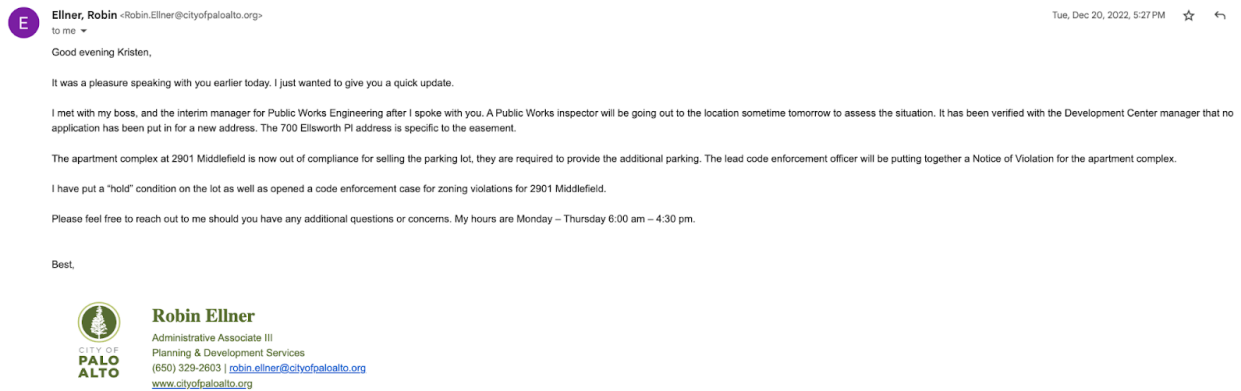 E
Ellner, Robin <Robin.Ellner@cityofpaloalto.org>
Tue, Dec 20, 2022, 5:27 PM
to me
Good evening Kristen,
It was a pleasure speaking with you earlier today. I just wanted to give you a quick update.
I met with my boss, and the interim manager for Public Works Engineering after I spoke with you. A Public Works inspector will be going out to the location sometime tomorrow to assess the situation. It has been verified with the Development Center manager that no
application has been put in for a new address. The 700 Ellsworth Pl address is specific to the easement.
The apartment complex at 2901 Middlefield is now out of compliance for selling the parking lot, they are required to provide the additional parking. The lead code enforcement officer will be putting together a Notice of Violation for the apartment complex.
I have put a “hold” condition on the lot as well as opened a code enforcement case for zoning violations for 2901 Middlefield.
Please feel free to reach out to me should you have any additional questions or concerns. My hours are Monday – Thursday 6:00 am – 4:30 pm.
Best,
CITY OF
PALO
ALTO
Robin Ellner
Administrative Associate III
Planning & Development Services
(650) 329-2603 | robin.ellner@cityofpaloalto.org
www.cityofpaloalto.org